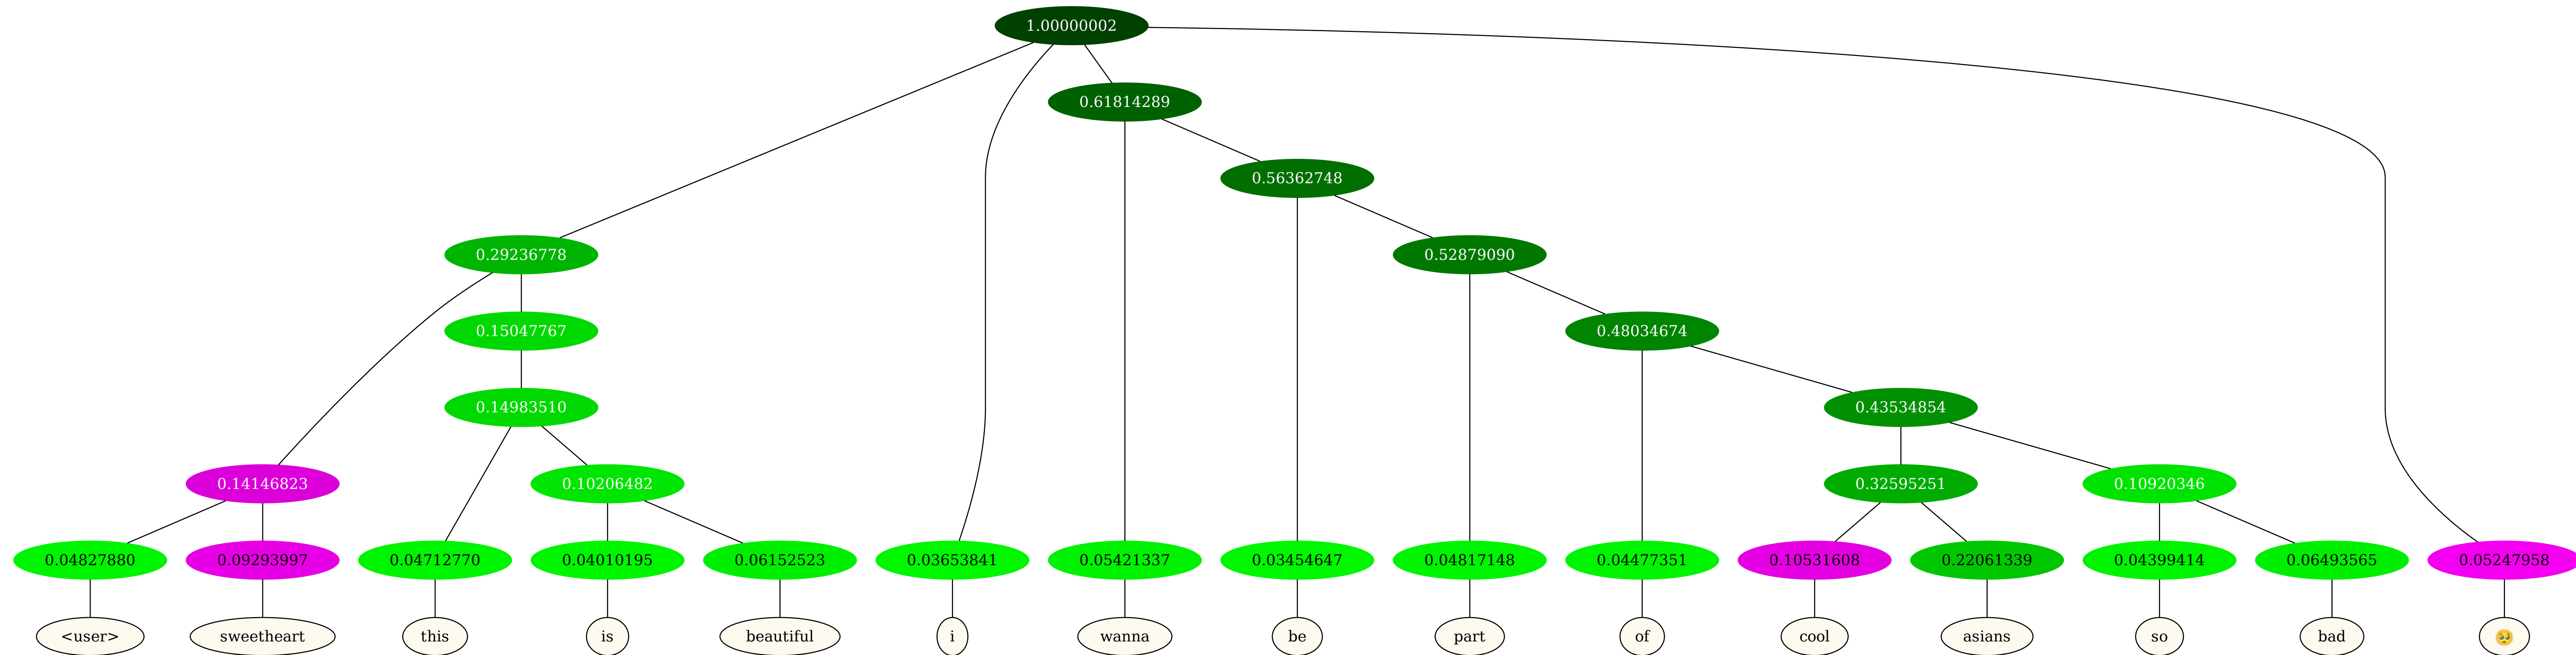 1.00000002
0.61814289
0.56362748
0.29236778 0.52879090
0.15047767 0.48034674
0.14983510 0.43534854
0.14146823 0.10206482 0.32595251 0.10920346
0.04827880 0.09293997 0.04712770 0.04010195 0.06152523 0.03653841 0.05421337 0.03454647 0.04817148 0.04477351 0.10531608 0.22061339 0.04399414 0.06493565 0.05247958
<user> sweetheart this is beautiful i wanna be part of cool asians so bad 🥺